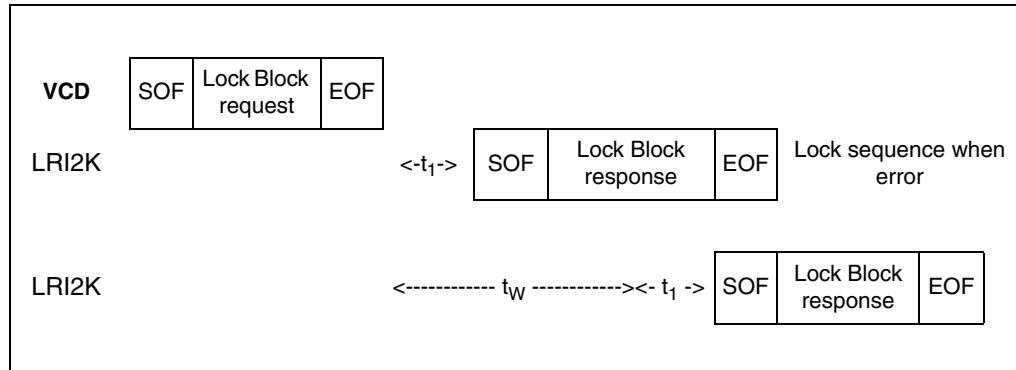 VCD SOF Lock Block request EOF
LRI2K <-t1-> SOF Lock Block response EOF Lock sequence when error
LRI2K <------------ tW ------------><- t1 -> SOF Lock Block response EOF